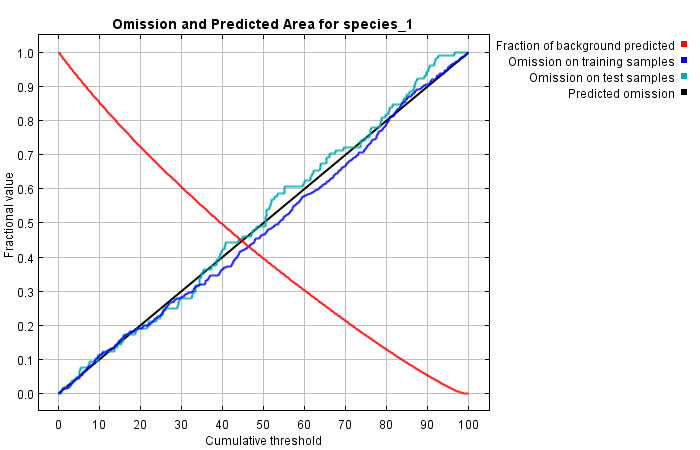 Omission and Predicted Area for species_1
Fraction of background predicted
Omission on training samples
Omission on test samples
Predicted omission
Fractional value
1.0
0.9
0.8
0.7
0.6
0.5
0.4
0.3
0.2
0.1
0.0
0 10 20 30 40 50 60 70 80 90 100
Cumulative threshold